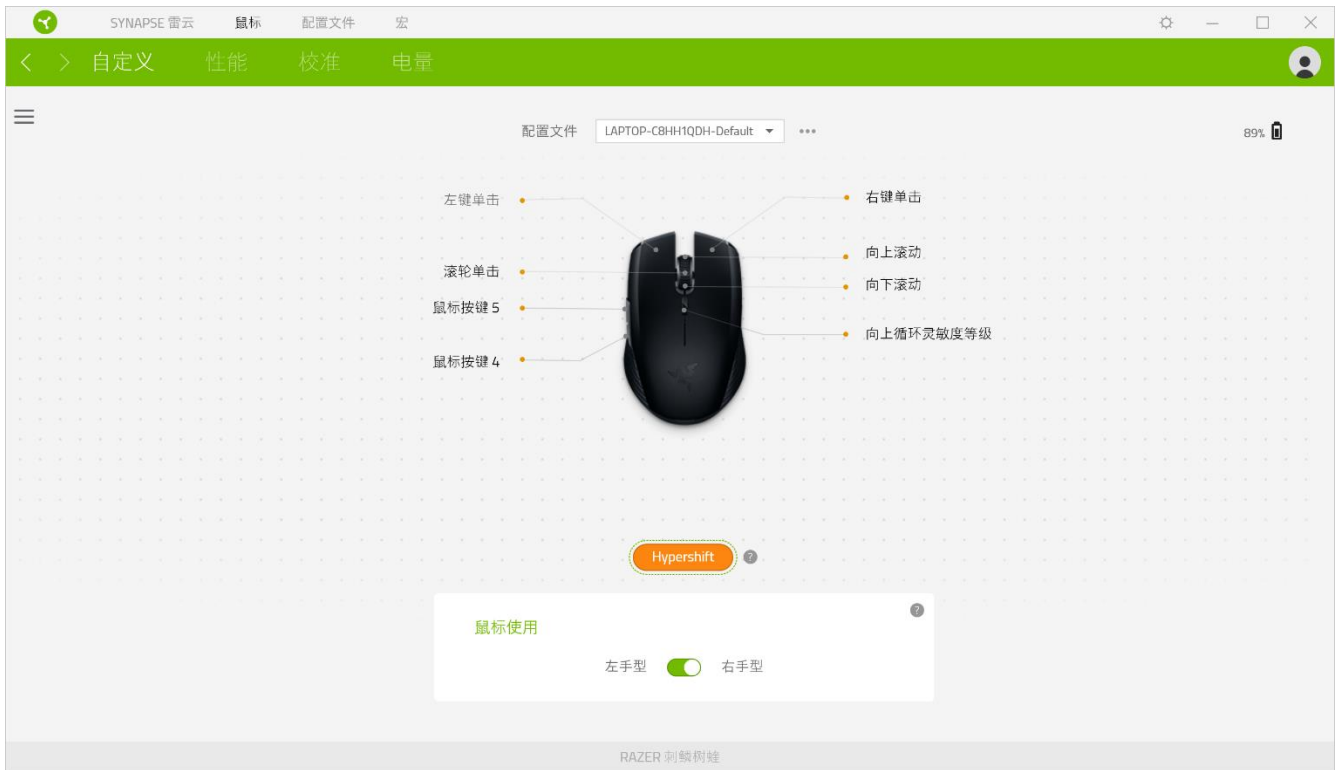 SYNAPSE 雷云 鼠标 配置文件 宏
自定义 性能 校准 电量
配置文件 LAPTOP-C8HH1QDH-Default 89%
左键单击 右键单击
向上滚动
滚轮单击
向下滚动
鼠标按键 5
向上循环灵敏度等级
鼠标按键 4
Hypershift ?
?
鼠标使用
左手型 右手型
RAZER 刺鳞树蝰